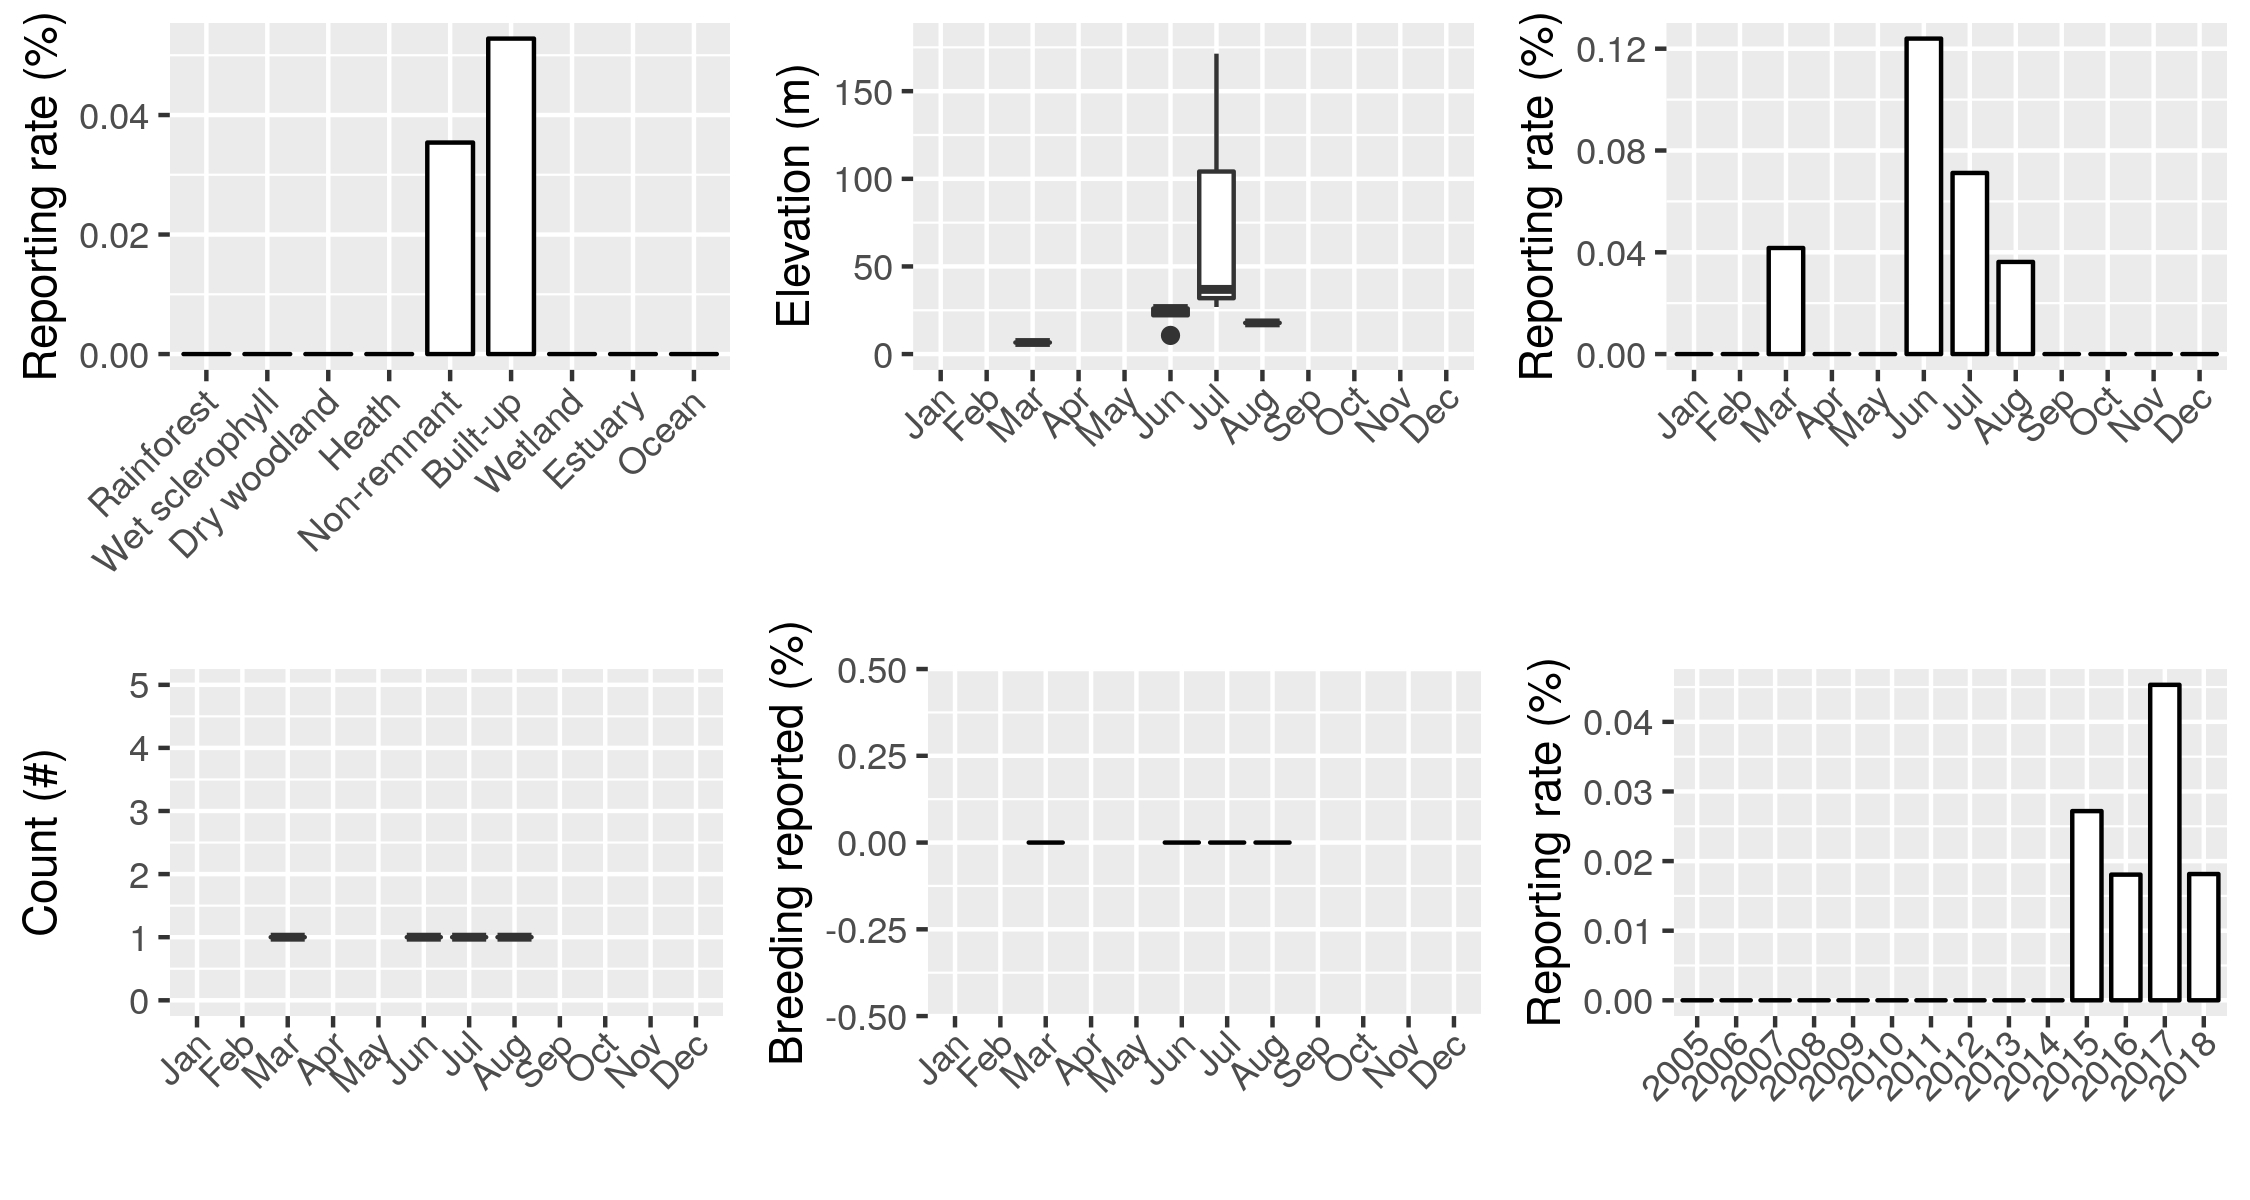 Reporting rate (%)
0.04
0.02
0.00
Rainforest
Wet sclerophyll
Dry woodland
Heath
Non-remnant
Built-up
Wetland
Estuary
Ocean
Elevation (m)
150
100
50
0
Jan
Feb
Mar
Apr
May
Jun
Jul
Aug
Sep
Oct
Nov
Dec
Reporting rate (%)
0.12
0.08
0.04
0.00
Jan
Feb
Mar
Apr
May
Jun
Jul
Aug
Sep
Oct
Nov
Dec
Count (#)
5
4
3
2
1
0
Jan
Feb
Mar
Apr
May
Jun
Jul
Aug
Sep
Oct
Nov
Dec
Breeding reported (%)
0.50
0.25
0.00
-0.25
-0.50
Jan
Feb
Mar
Apr
May
Jun
Jul
Aug
Sep
Oct
Nov
Dec
Reporting rate (%)
0.04
0.03
0.02
0.01
0.00
2005
2006
2007
2008
2009
2010
2011
2012
2013
2014
2015
2016
2017
2018